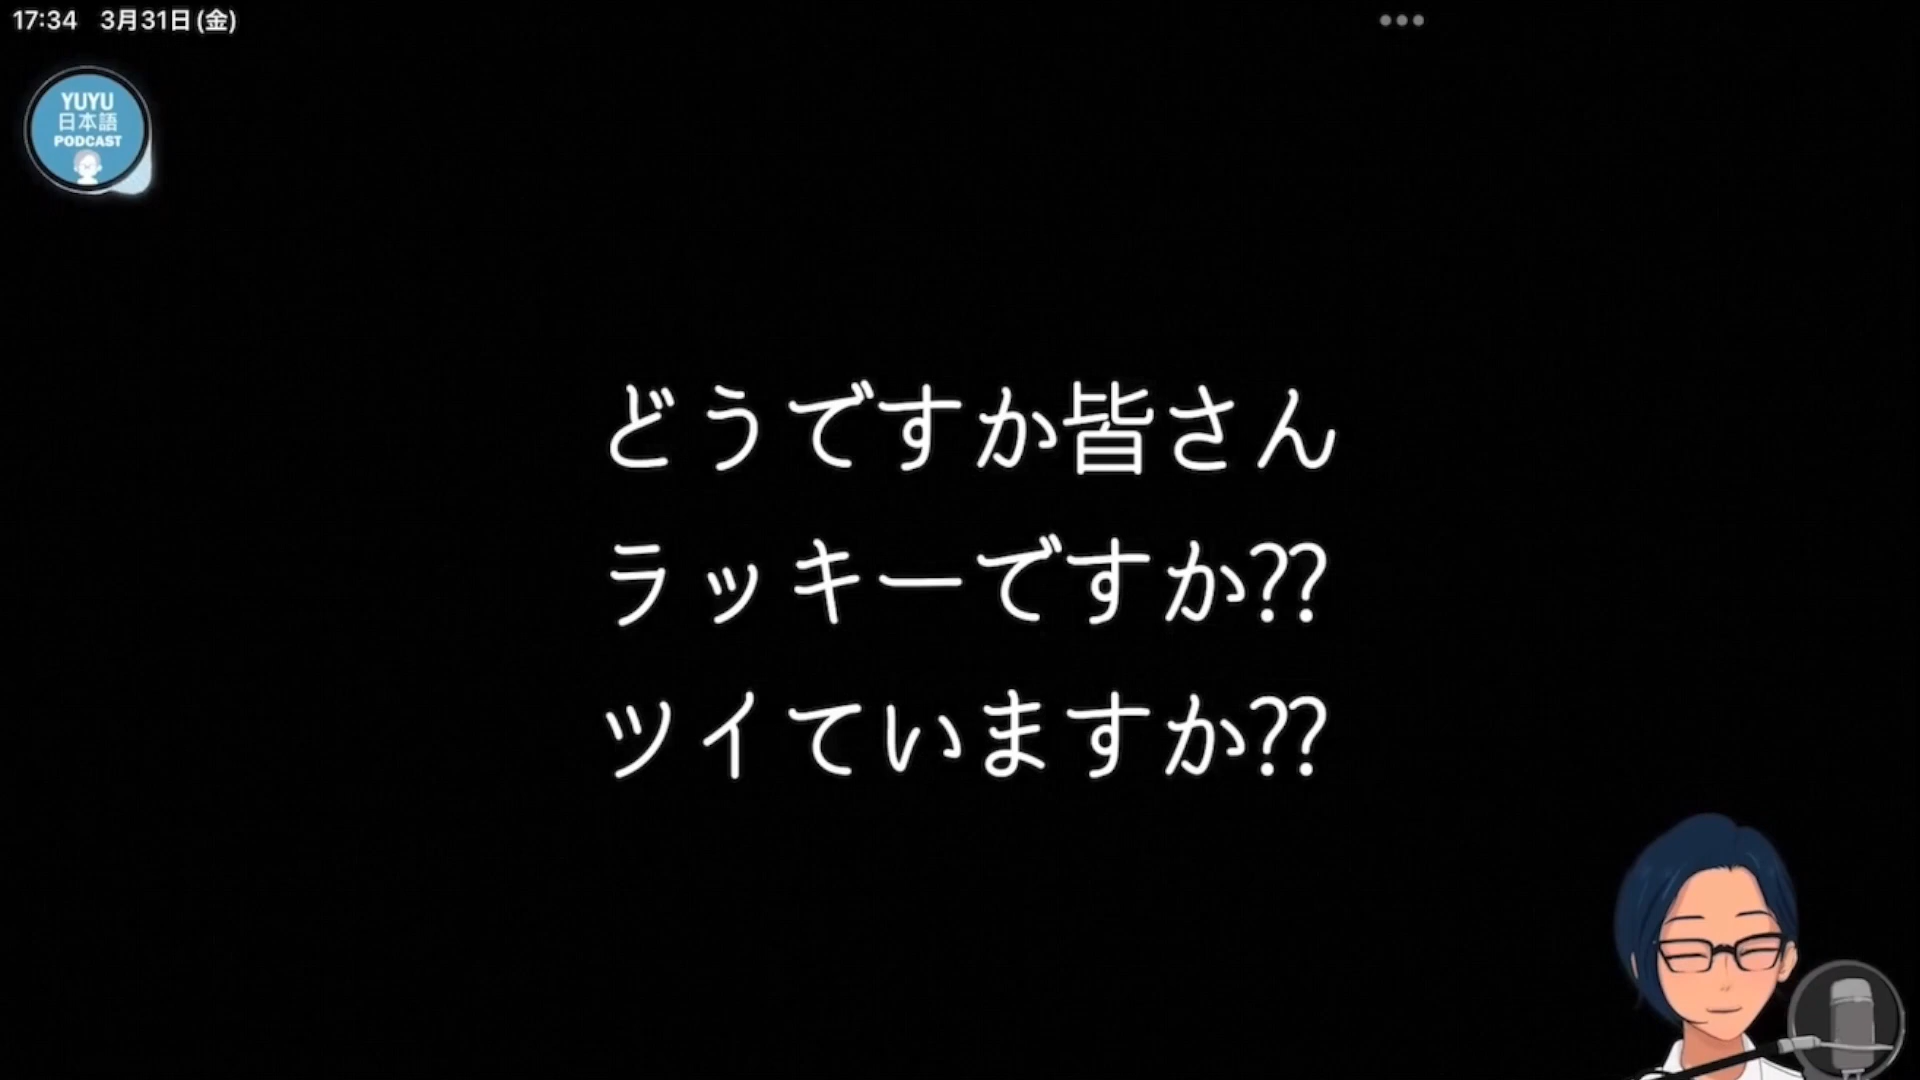 17:34 3月31日(金)
YUYU
日本語
PODCAST
どうですか皆さん
ラッキーですか??
ツイていますか??